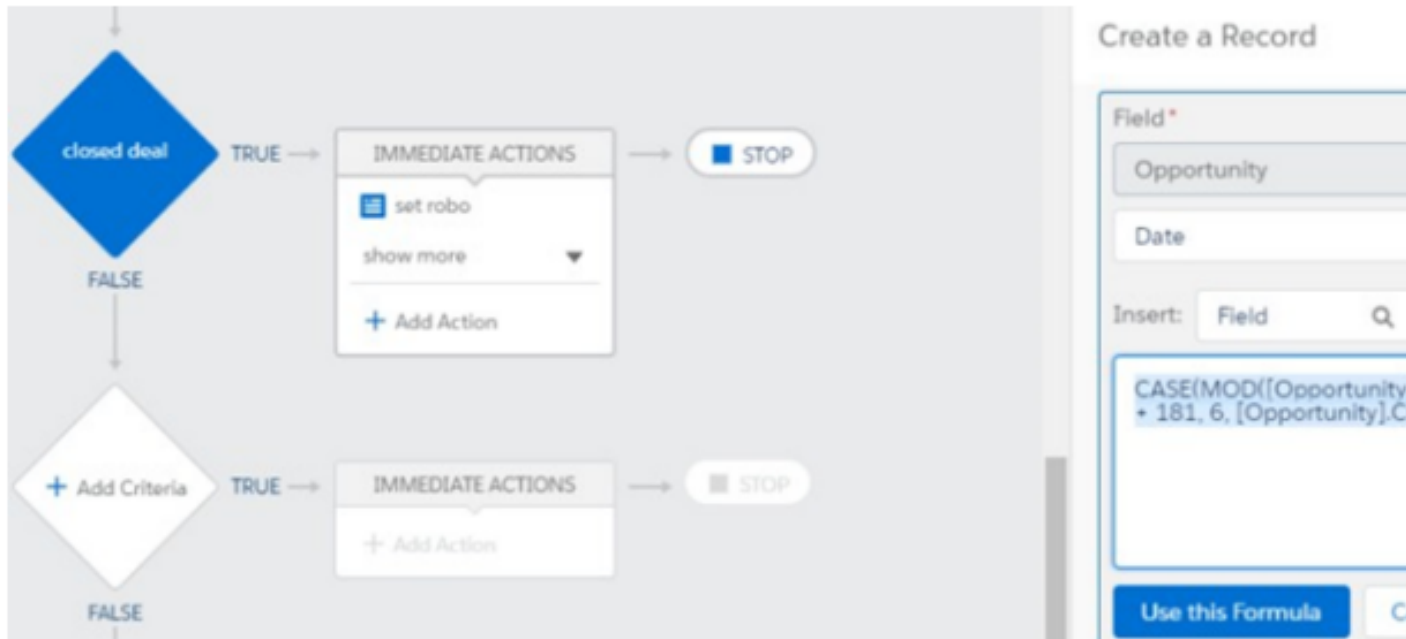 Create a Record
Field*
closed deal
TRUE
IMMEDIATE ACTIONS
STOP
Opportunity
set robo
Date
show more
FALSE
Insert:
Field
+ Add Action
CASE(MOD([Opportunity
+ 181, 6, [Opportunity].C
+ Add Criteria
TRUE
IMMEDIATE ACTIONS
STOP
+ Add Action
FALSE
Use this Formula
C